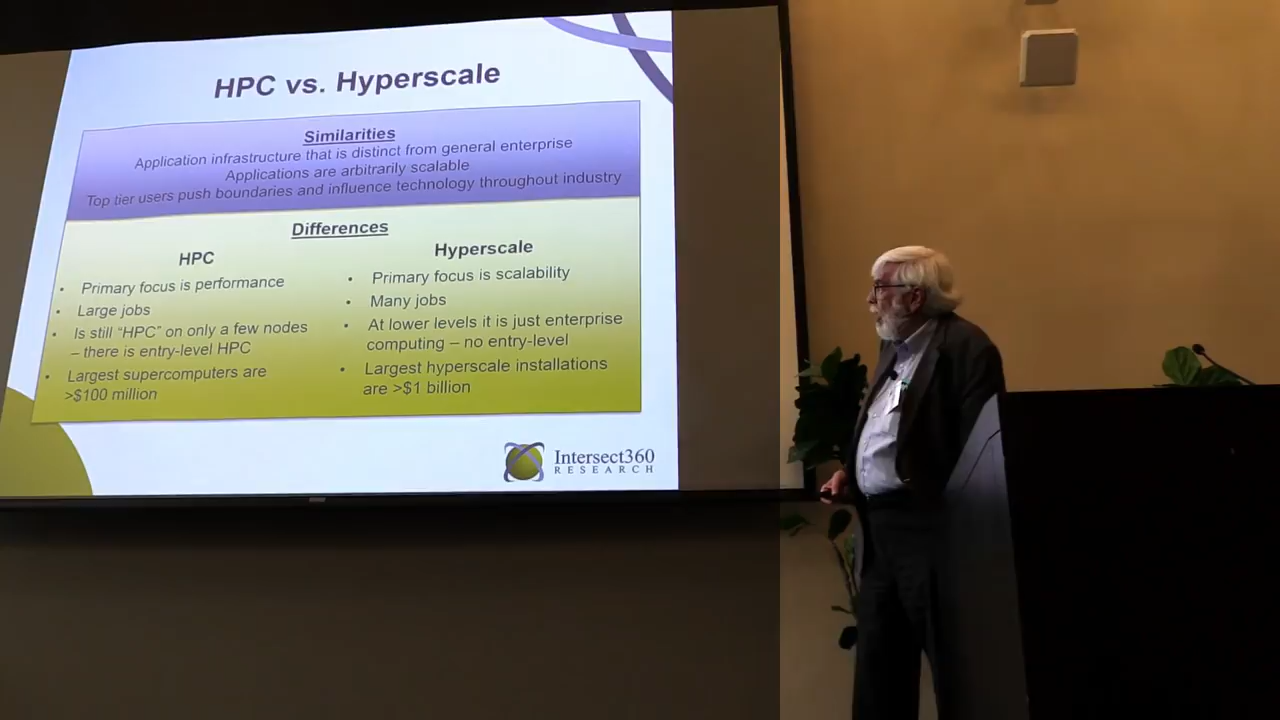 HPC vs. Hyperscale
Similarities
Application infrastructure that is distinct from general enterprise
Applications are arbitrarily scalable
Top tier users push boundaries and influence technology throughout industry
Differences
HPC
• Primary focus is performance
• Large jobs
• Is still “HPC” on only a few nodes
– there is entry-level HPC
• Largest supercomputers are
>$100 million
Hyperscale
• Primary focus is scalability
• Many jobs
• At lower levels it is just enterprise
computing – no entry-level
• Largest hyperscale installations
are >$1 billion
Intersect360
RESEARCH